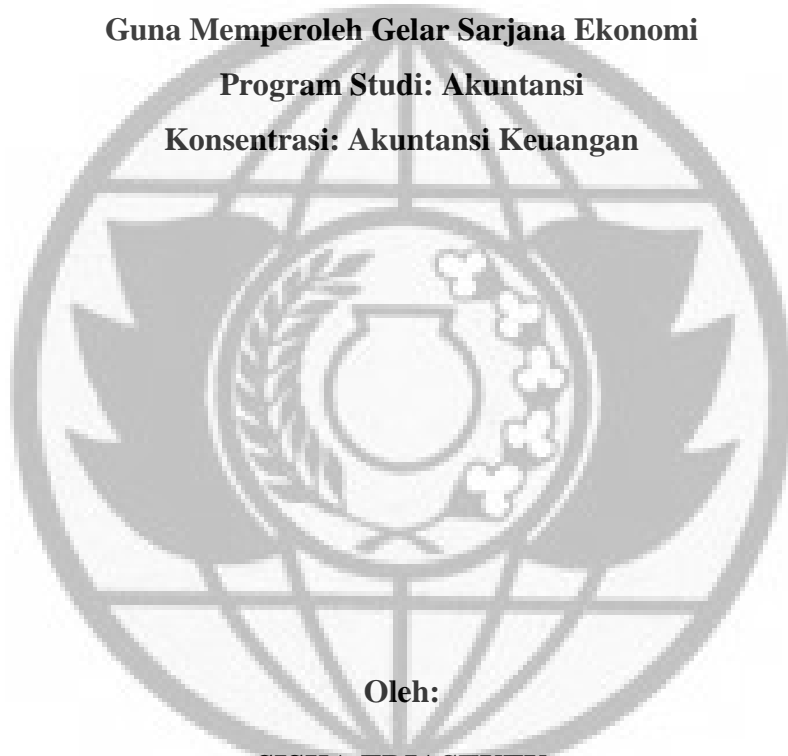 Guna Memperoleh Gelar Sarjana Ekonomi
Program Studi: Akuntansi
Konsentrasi: Akuntansi Keuangan
Oleh: